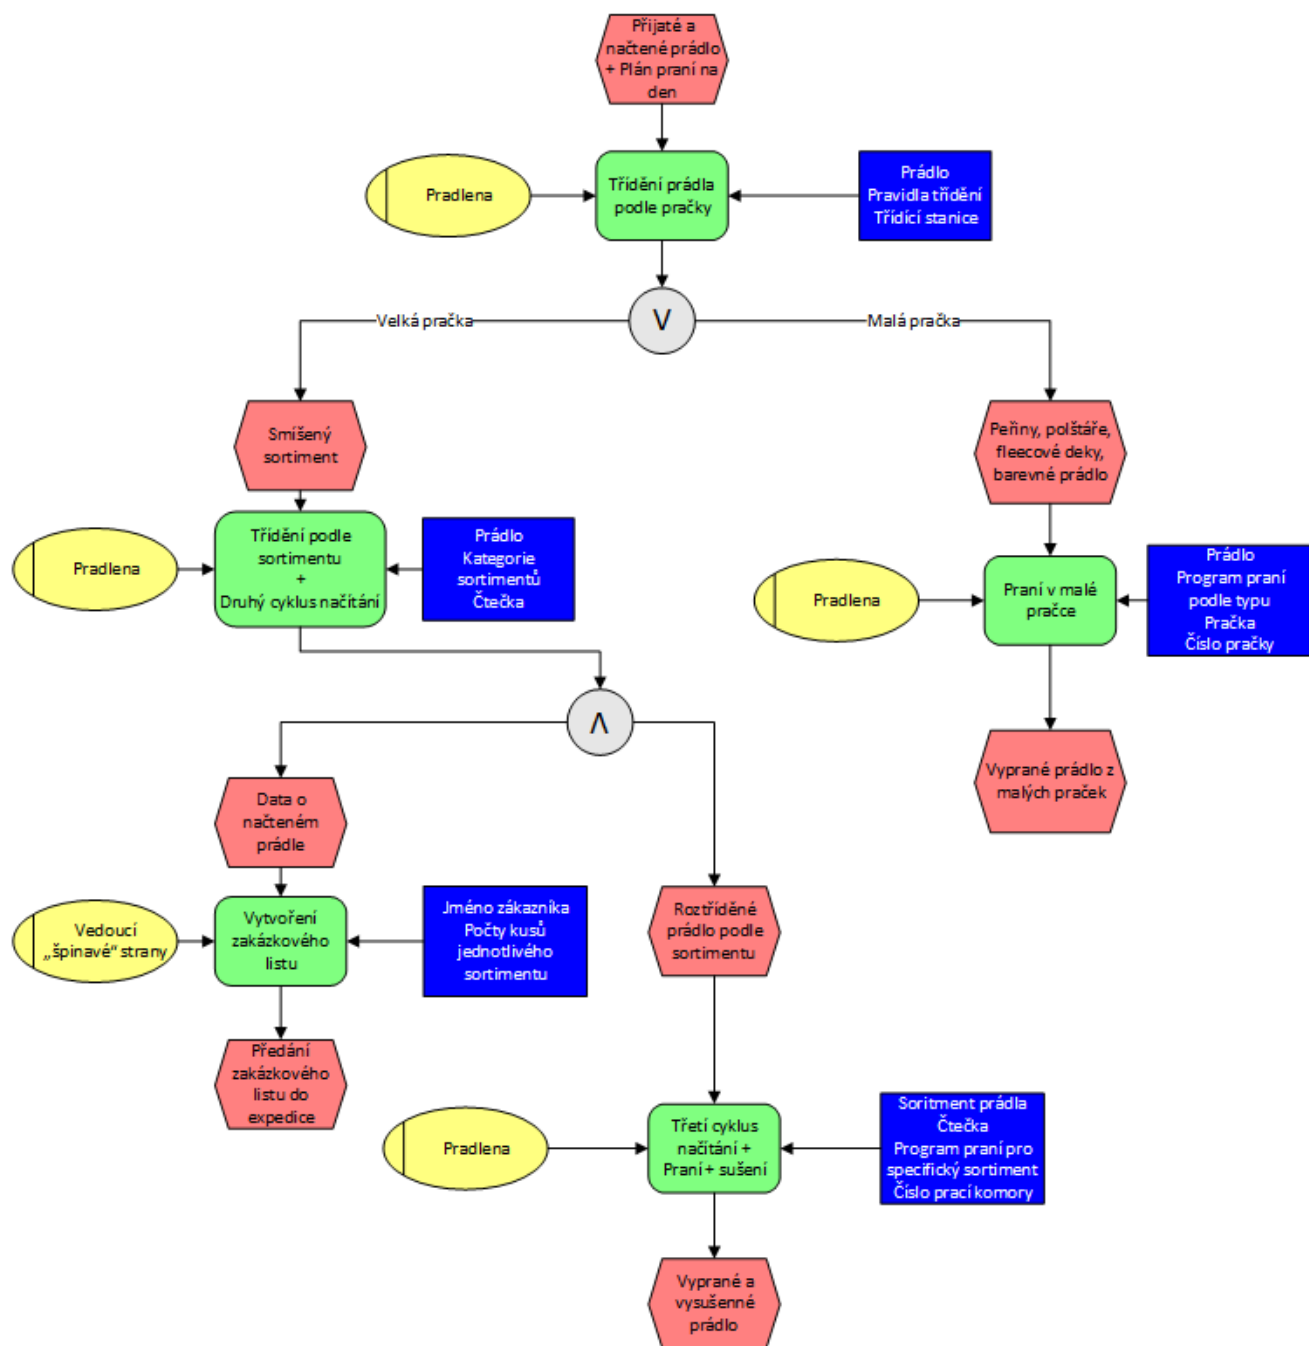 Přijaté a
načtené prádlo
+ Plán praní na
den
Pradlena
Třídění prádla
podle pračky
Prádlo
Pravidla třídění
Třídící stanice
Velká pračka
V
Malá pračka
Smíšený
sortiment
Peřiny, polštáře,
fleecové deky,
barevné prádlo
Pradlena
Třídění podle
sortimentu
+
Druhý cyklus načítání
Prádlo
Kategorie
sortimentů
Čtečka
Pradlena
Praní v malé
pračce
Prádlo
Program praní
podle typu
Pračka
Číslo pračky
Λ
Data o
načteném
prádle
Vyprané prádlo z
malých praček
Vedoucí
„špinavé“ strany
Vytvoření
zakázkového
listu
Jméno zákazníka
Počty kusů
jednotlivého
sortimentu
Roztříděné
prádlo podle
sortimentu
Předání
zakázkového
listu do
expedice
Pradlena
Třetí cyklus
načítání +
Praní + sušení
Soritment prádla
Čtečka
Program praní pro
specifický sortiment
Číslo prací komory
Vyprané a
vysušenné
prádlo